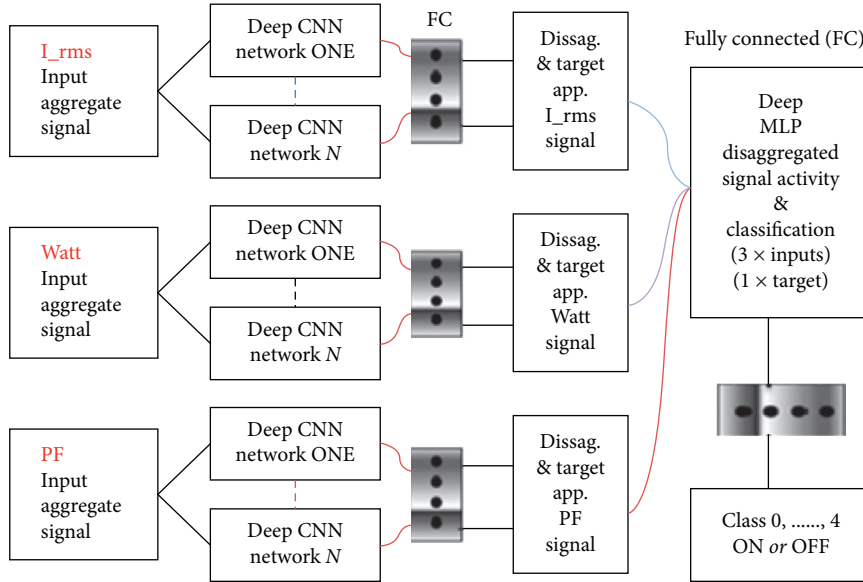 I_rms
Input
aggregate
signal
Deep CNN
network ONE
Deep CNN
network N
FC
Dissag.
& target
app.
I_rms
signal
Watt
Input
aggregate
signal
Deep CNN
network ONE
Deep CNN
network N
Dissag.
& target
app.
Watt
signal
PF
Input
aggregate
signal
Deep CNN
network ONE
Deep CNN
network N
Dissag.
& target
app.
PF
signal
Fully connected (FC)
Deep
MLP
disaggregated
signal activity
&
classification
(3 × inputs)
(1 × target)
Class 0, ......, 4
ON or OFF